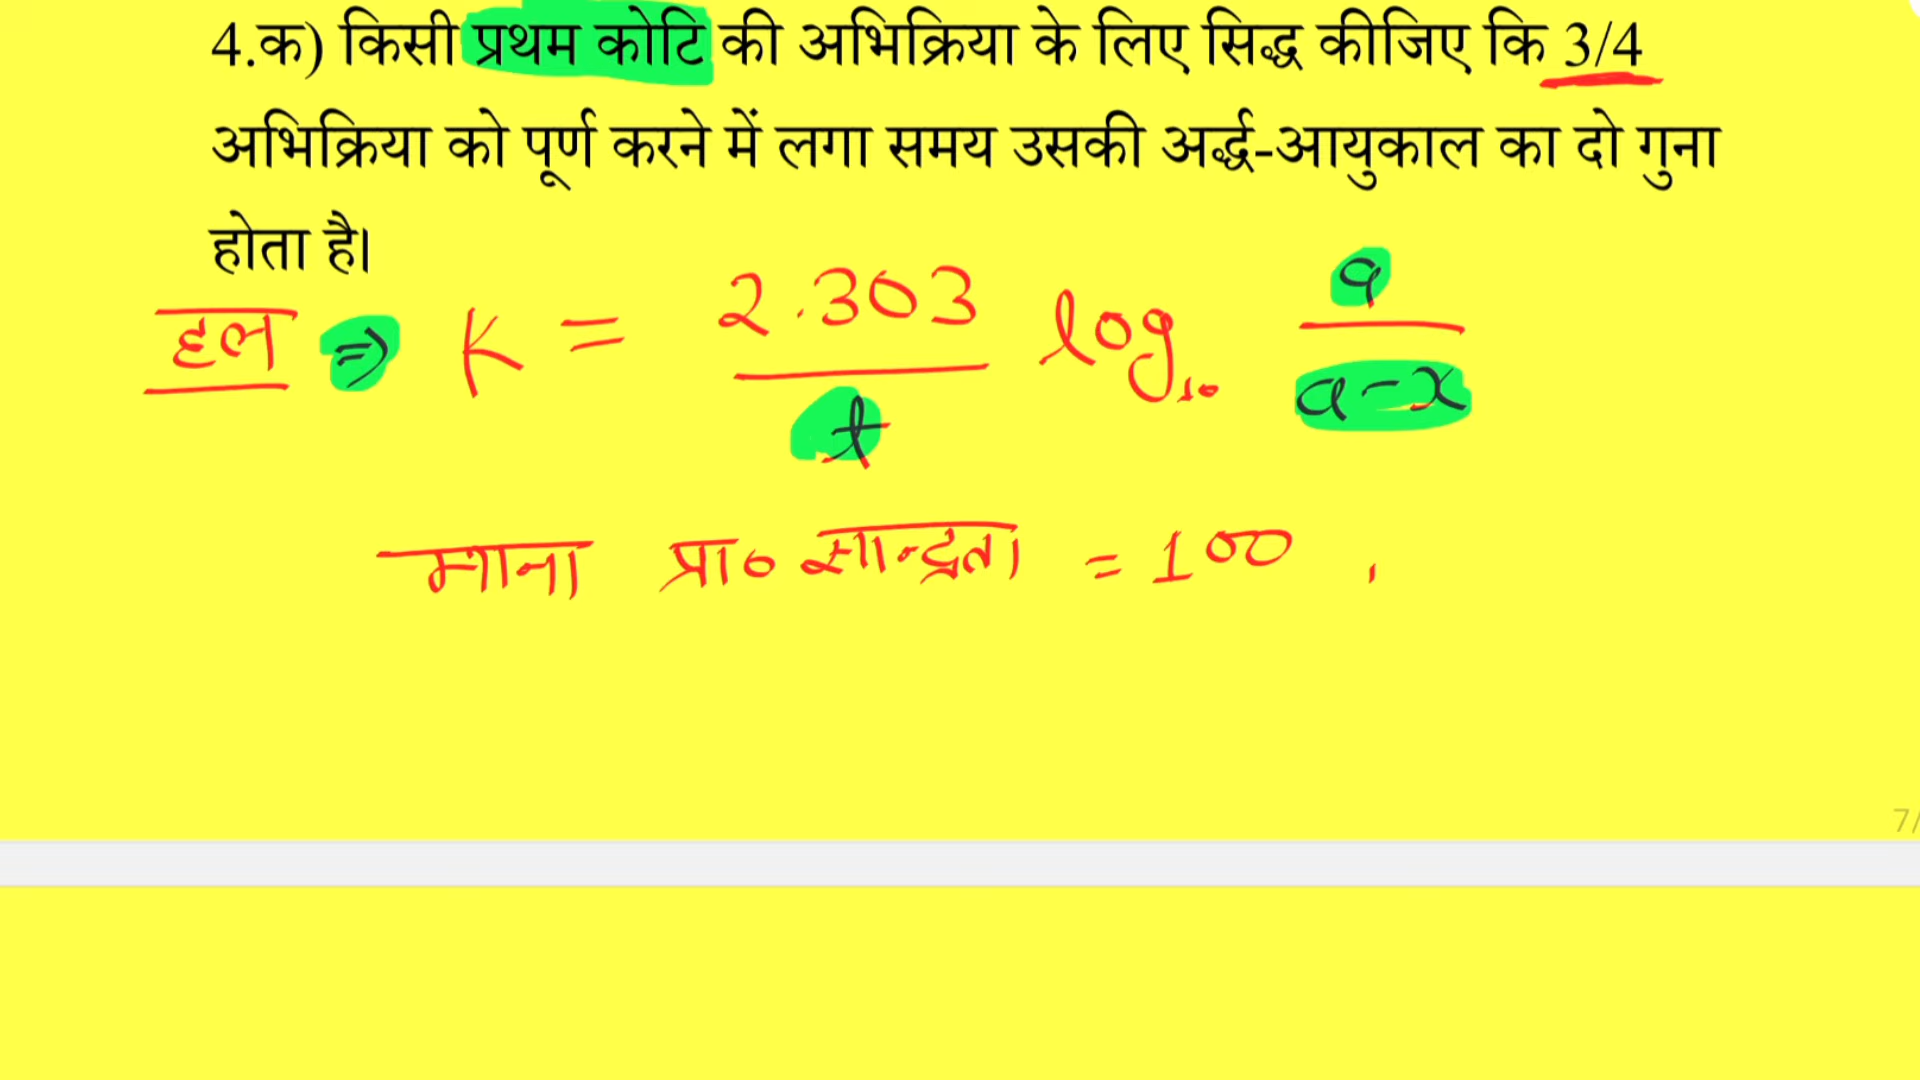 4.क) किसी प्रथम कोटि की अभिक्रिया के लिए सिद्ध कीजिए कि 3/4
अभिक्रिया को पूर्ण करने में लगा समय उसकी अर्द्ध-आयुकाल का दो गुना
होता है।
हल ⇒ K = 2.303 / t log₁₀ a / a-x
माना प्रा० सान्द्रता = 100 ,
7/